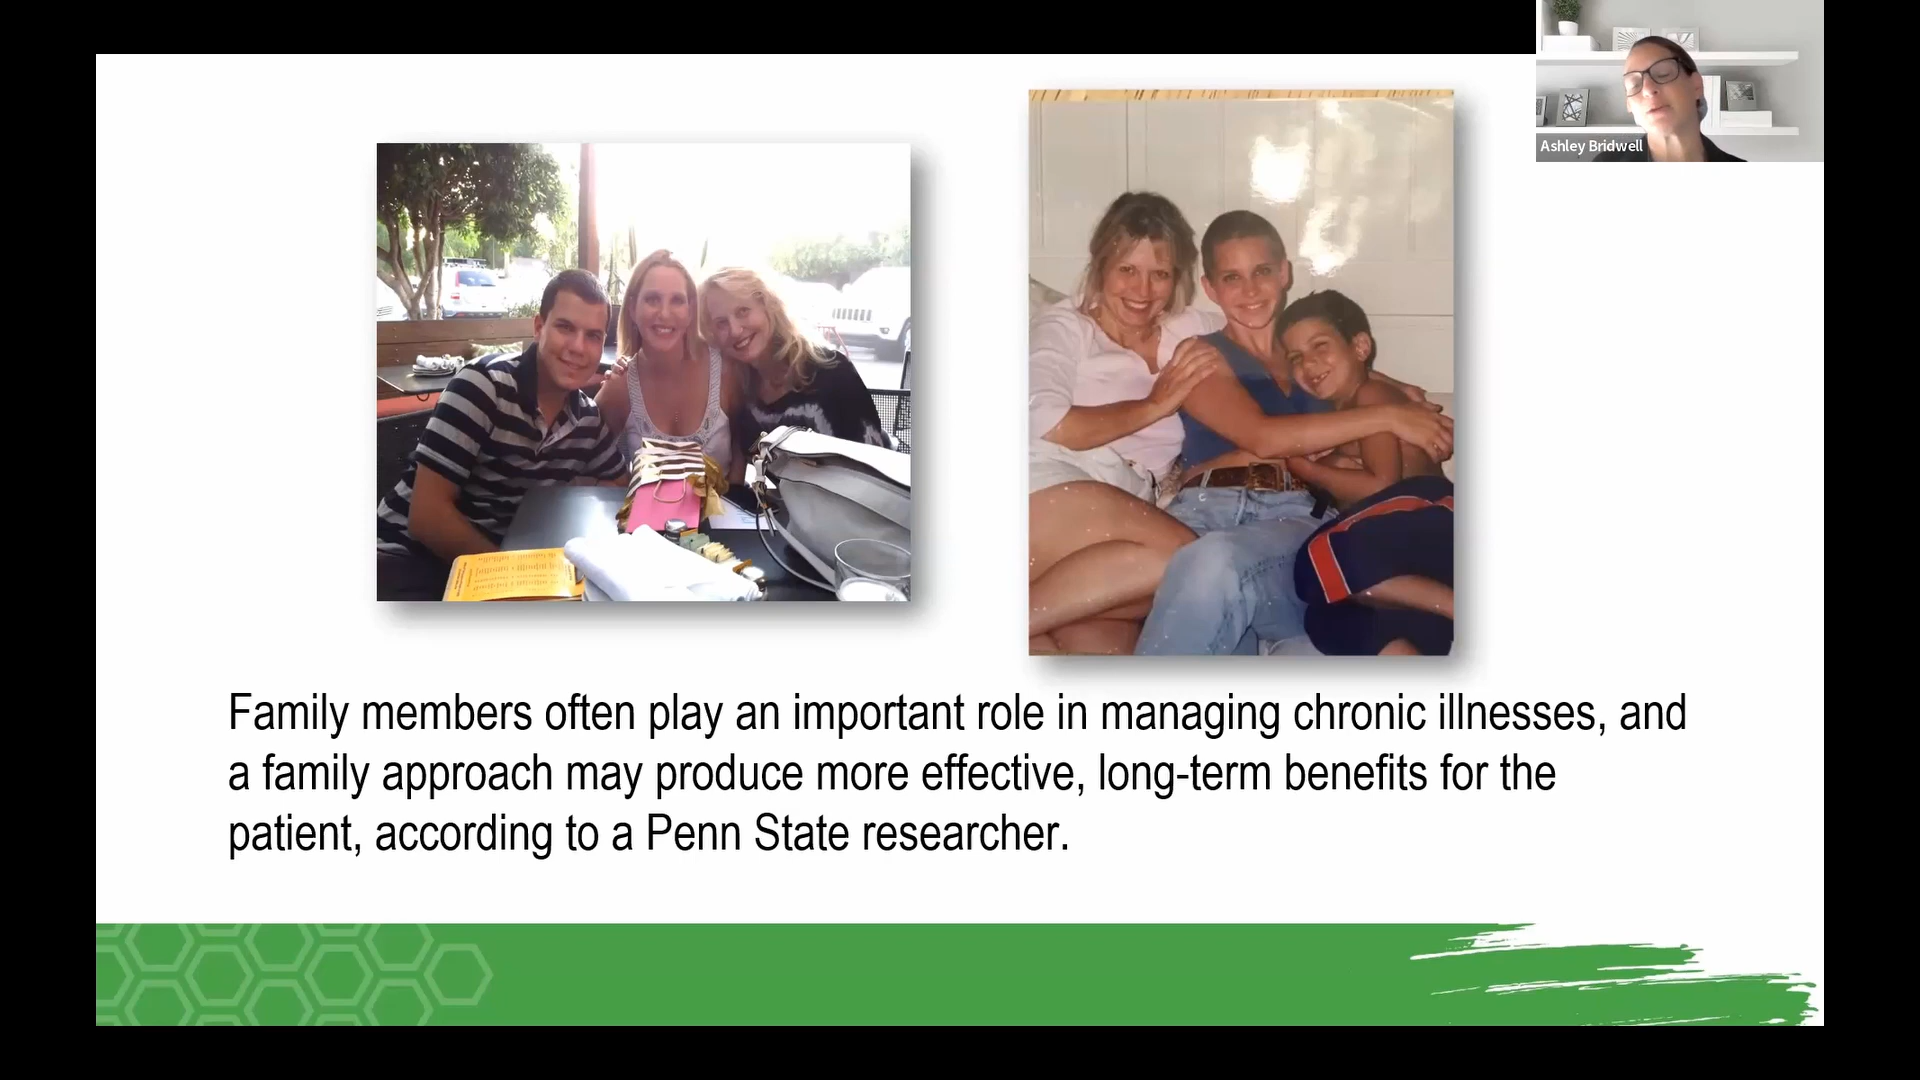 Ashley Bridwell
Family members often play an important role in managing chronic illnesses, and
a family approach may produce more effective, long-term benefits for the
patient, according to a Penn State researcher.